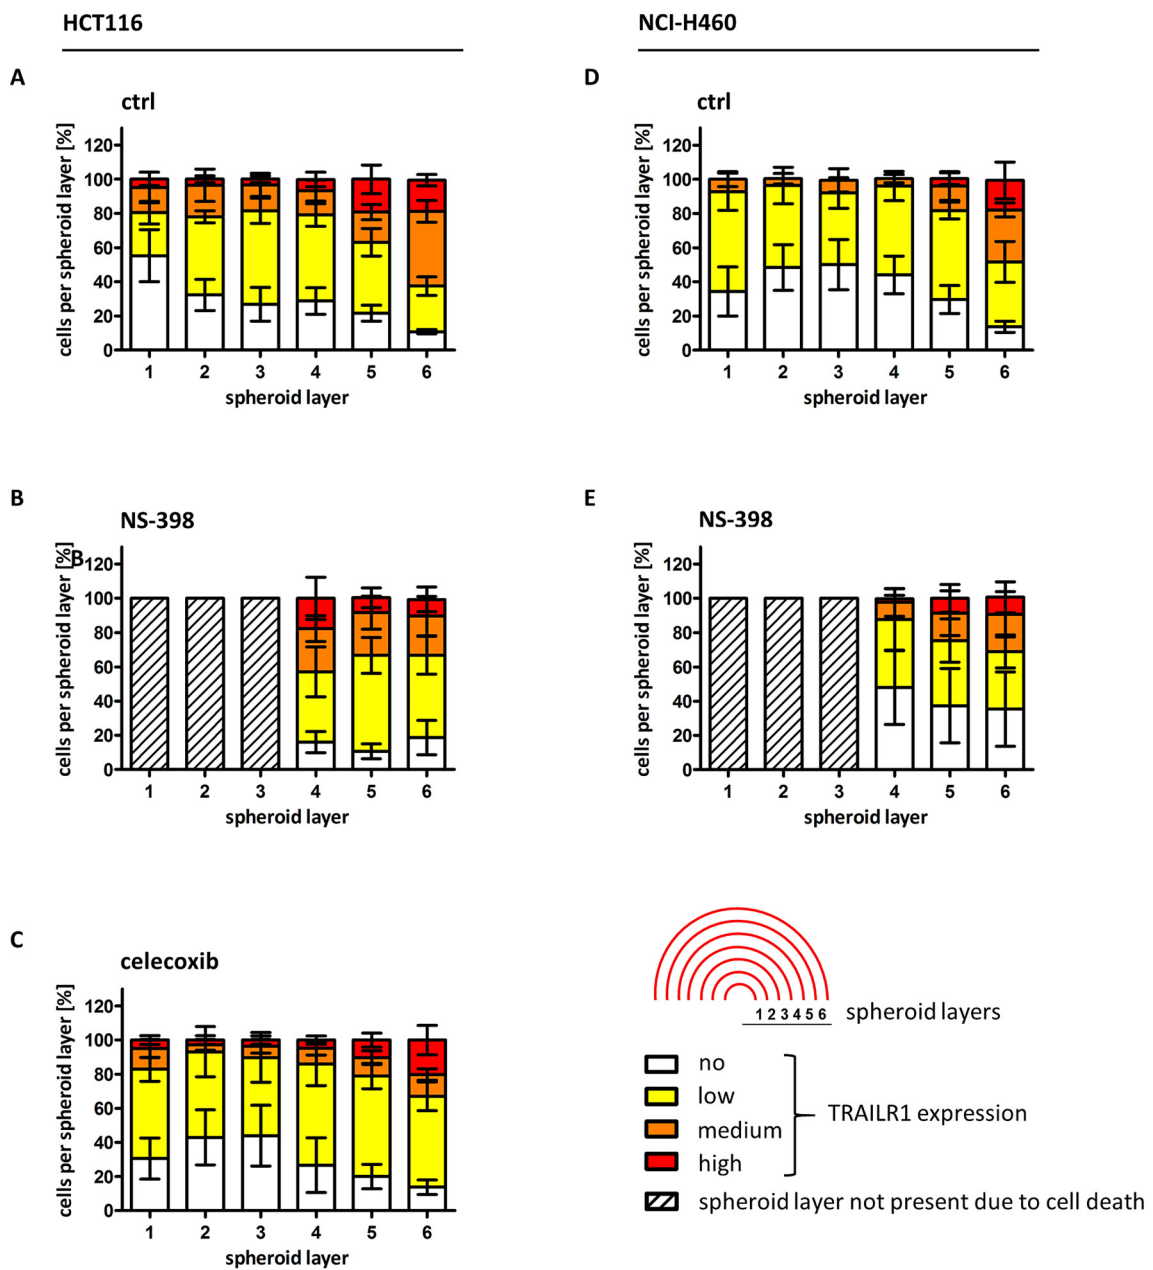 HCT116
NCI-H460
A
ctrl
cells per spheroid layer [%]
120
100
80
60
40
20
0
1 2 3 4 5 6
spheroid layer
D
ctrl
cells per spheroid layer [%]
120
100
80
60
40
20
0
1 2 3 4 5 6
spheroid layer
B
NS-398
B
cells per spheroid layer [%]
120
100
80
60
40
20
0
1 2 3 4 5 6
spheroid layer
E
NS-398
cells per spheroid layer [%]
120
100
80
60
40
20
0
1 2 3 4 5 6
spheroid layer
C
celecoxib
cells per spheroid layer [%]
120
100
80
60
40
20
0
1 2 3 4 5 6
spheroid layer
1 2 3 4 5 6 spheroid layers
no
low
medium
high
TRAILR1 expression
spheroid layer not present due to cell death